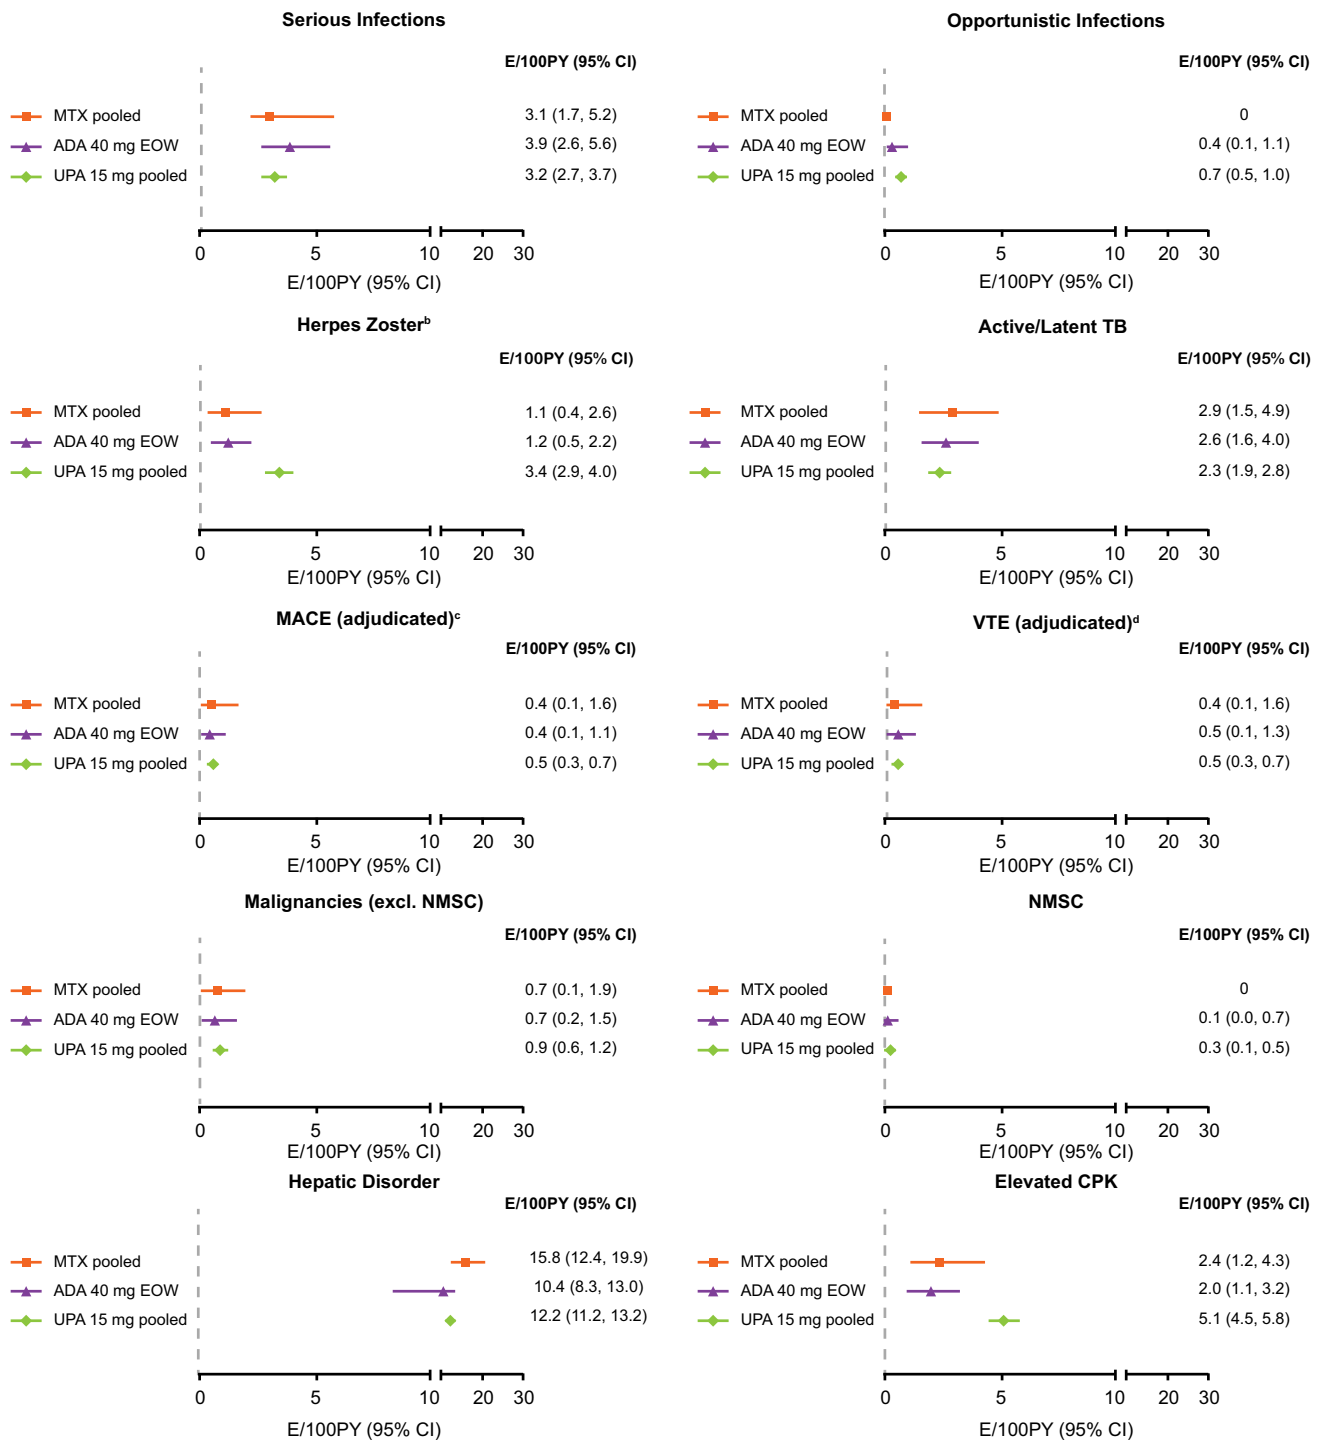 Serious Infections
E/100PY (95% CI)
MTX pooled 3.1 (1.7, 5.2)
ADA 40 mg EOW 3.9 (2.6, 5.6)
UPA 15 mg pooled 3.2 (2.7, 3.7)
0 5 10 20 30
E/100PY (95% CI)
Opportunistic Infections
E/100PY (95% CI)
MTX pooled 0
ADA 40 mg EOW 0.4 (0.1, 1.1)
UPA 15 mg pooled 0.7 (0.5, 1.0)
0 5 10 20 30
E/100PY (95% CI)
Herpes Zosterᵇ
E/100PY (95% CI)
MTX pooled 1.1 (0.4, 2.6)
ADA 40 mg EOW 1.2 (0.5, 2.2)
UPA 15 mg pooled 3.4 (2.9, 4.0)
0 5 10 20 30
E/100PY (95% CI)
Active/Latent TB
E/100PY (95% CI)
MTX pooled 2.9 (1.5, 4.9)
ADA 40 mg EOW 2.6 (1.6, 4.0)
UPA 15 mg pooled 2.3 (1.9, 2.8)
0 5 10 20 30
E/100PY (95% CI)
MACE (adjudicated)ᶜ
E/100PY (95% CI)
MTX pooled 0.4 (0.1, 1.6)
ADA 40 mg EOW 0.4 (0.1, 1.1)
UPA 15 mg pooled 0.5 (0.3, 0.7)
0 5 10 20 30
E/100PY (95% CI)
VTE (adjudicated)ᵈ
E/100PY (95% CI)
MTX pooled 0.4 (0.1, 1.6)
ADA 40 mg EOW 0.5 (0.1, 1.3)
UPA 15 mg pooled 0.5 (0.3, 0.7)
0 5 10 20 30
E/100PY (95% CI)
Malignancies (excl. NMSC)
E/100PY (95% CI)
MTX pooled 0.7 (0.1, 1.9)
ADA 40 mg EOW 0.7 (0.2, 1.5)
UPA 15 mg pooled 0.9 (0.6, 1.2)
0 5 10 20 30
E/100PY (95% CI)
NMSC
E/100PY (95% CI)
MTX pooled 0
ADA 40 mg EOW 0.1 (0.0, 0.7)
UPA 15 mg pooled 0.3 (0.1, 0.5)
0 5 10 20 30
E/100PY (95% CI)
Hepatic Disorder
E/100PY (95% CI)
MTX pooled 15.8 (12.4, 19.9)
ADA 40 mg EOW 10.4 (8.3, 13.0)
UPA 15 mg pooled 12.2 (11.2, 13.2)
0 5 10 20 30
E/100PY (95% CI)
Elevated CPK
E/100PY (95% CI)
MTX pooled 2.4 (1.2, 4.3)
ADA 40 mg EOW 2.0 (1.1, 3.2)
UPA 15 mg pooled 5.1 (4.5, 5.8)
0 5 10 20 30
E/100PY (95% CI)